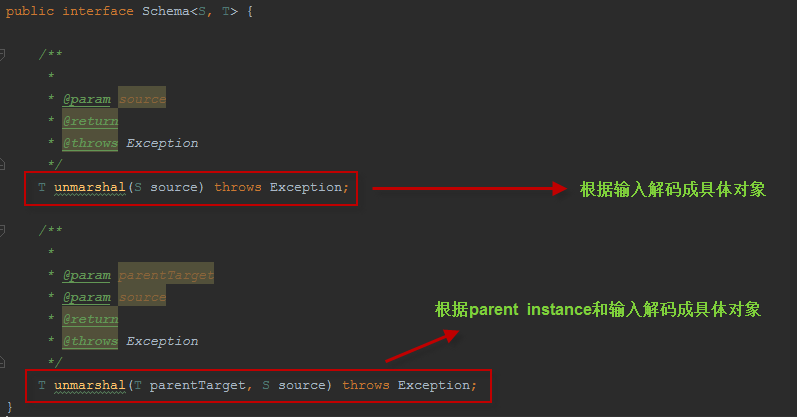 public interface Schema<S, T> {
/**
*
* @param source
* @return
* @throws Exception
*/
T unmarshal(S source) throws Exception;
根据输入解码成具体对象
/**
*
* @param parentTarget
* @param source
* @return
* @throws Exception
*/
根据parent instance和输入解码成具体对象
T unmarshal(T parentTarget, S source) throws Exception;
}